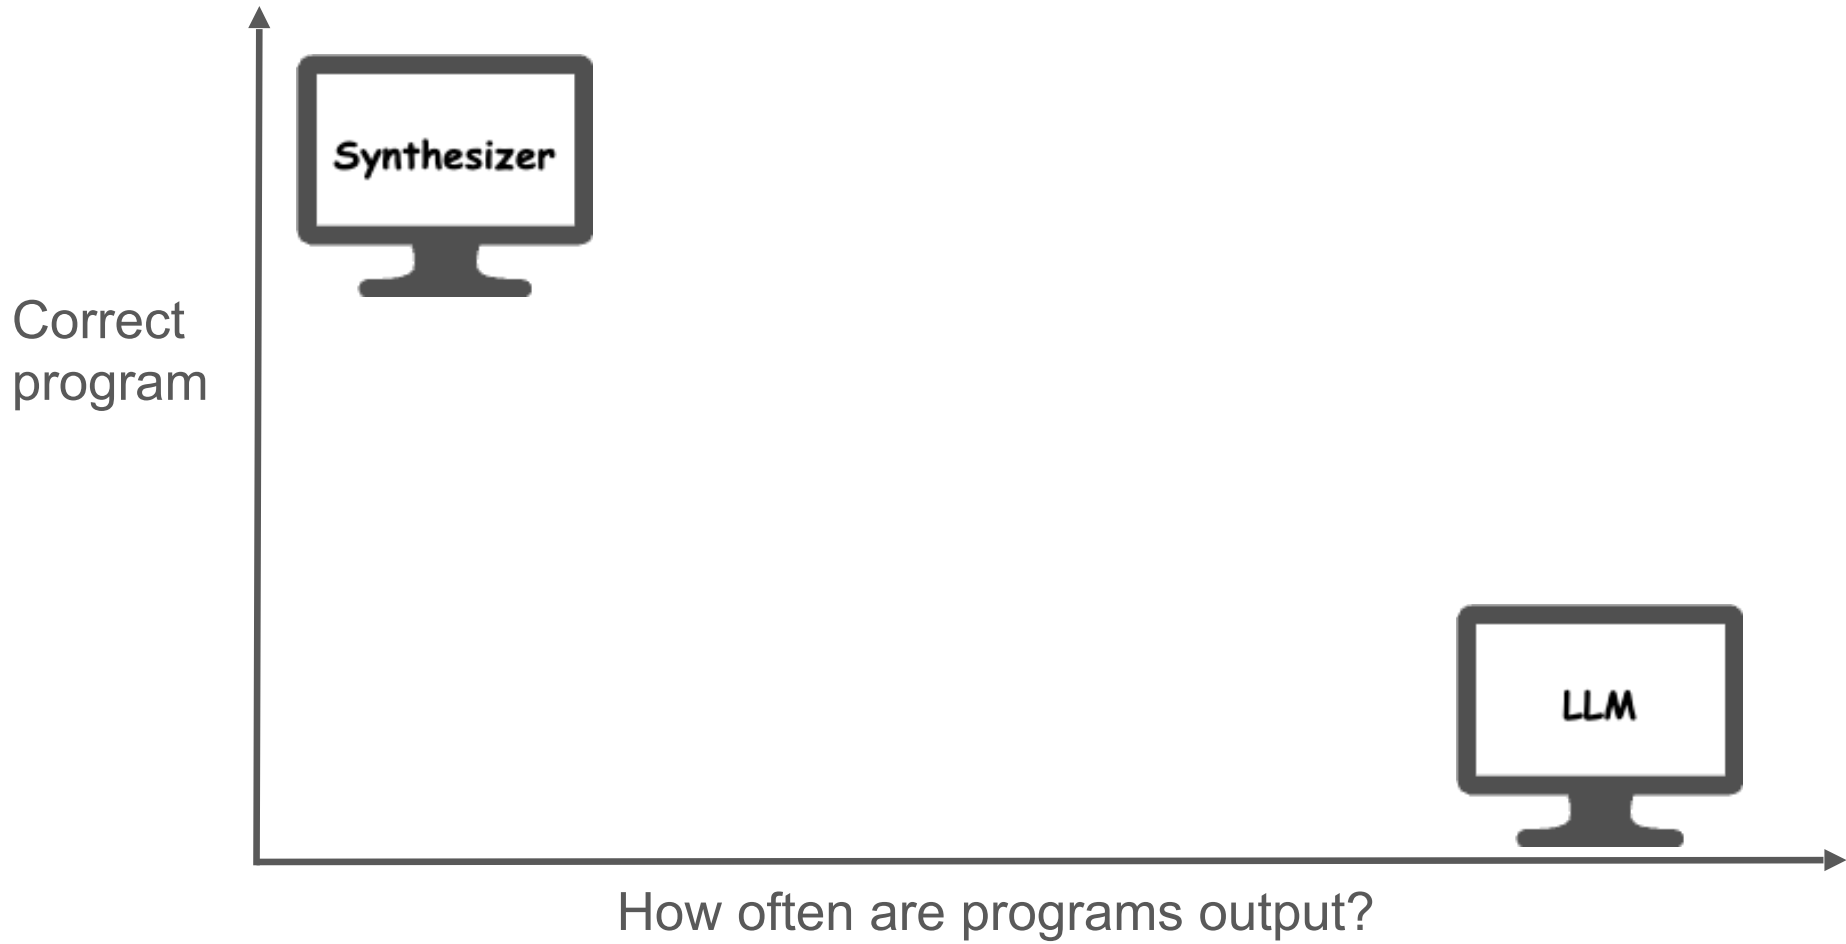 Synthesizer
Correct
program
LLM
How often are programs output?